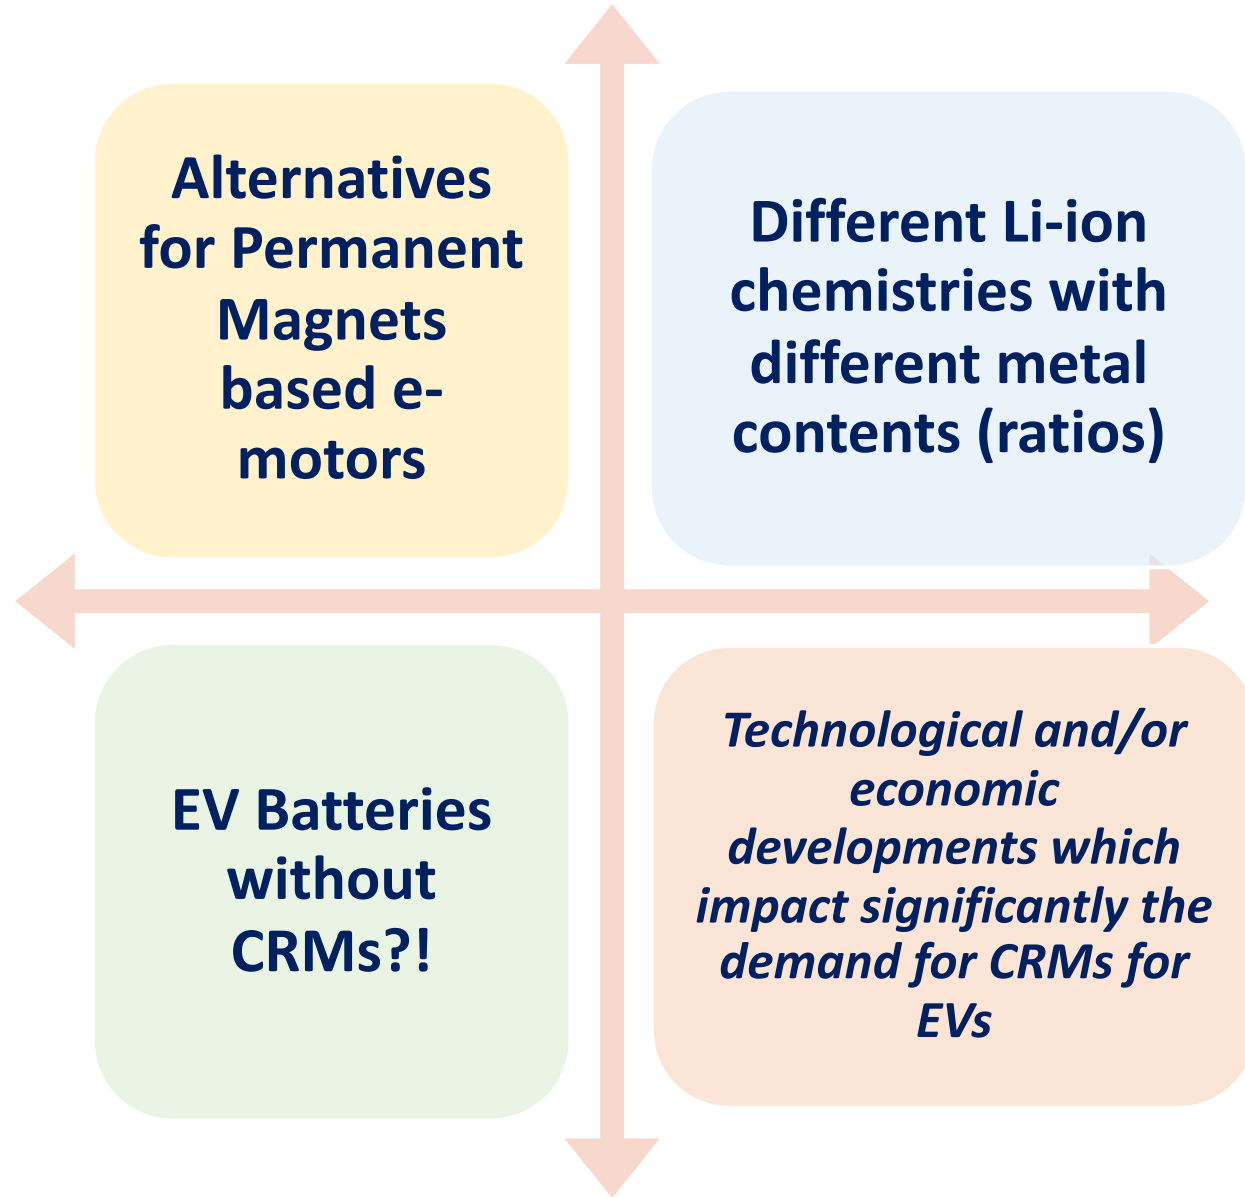 Alternatives
for Permanent
Magnets
based e-
motors
Different Li-ion
chemistries with
different metal
contents (ratios)
EV Batteries
without
CRMs?!
Technological and/or
economic
developments which
impact significantly the
demand for CRMs for
EVs